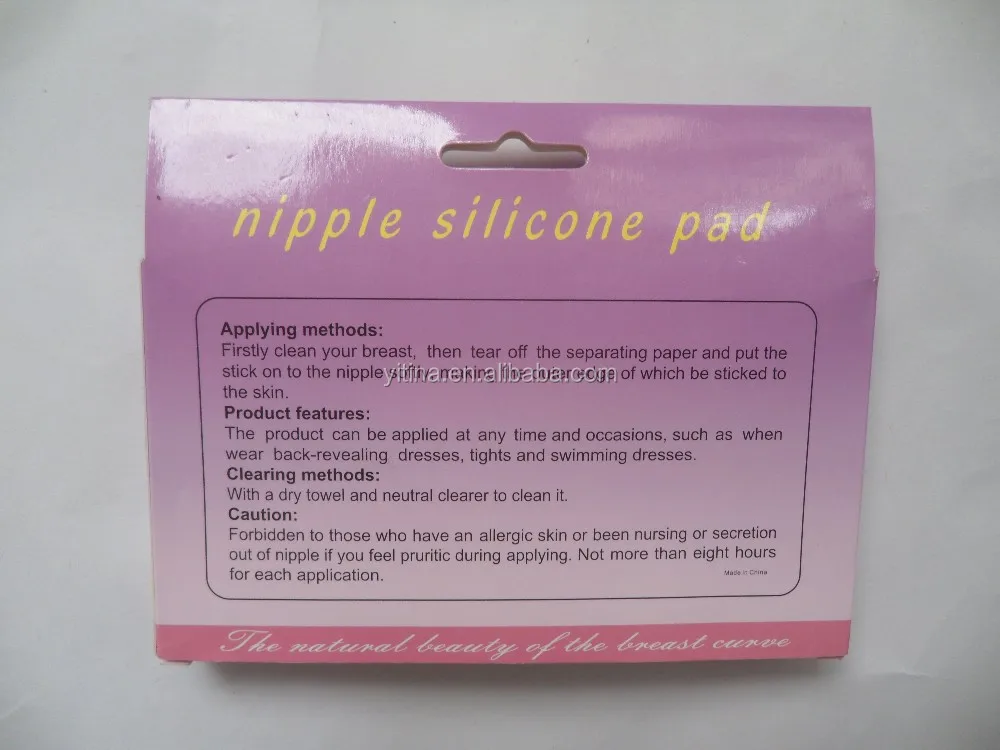 nipple silicone pad
Applying methods:
Firstly clean your breast, then tear off the separating paper and put the
stick on to the nipple softly, making the outer edge of which be sticked to
the skin.
Product features:
The product can be applied at any time and occasions, such as when
wear back-revealing dresses, tights and swimming dresses.
Clearing methods:
With a dry towel and neutral clearer to clean it.
Caution:
Forbidden to those who have an allergic skin or been nursing or secretion
out of nipple if you feel pruritic during applying. Not more than eight hours
for each application.
Made in China
The natural beauty of the breast curve